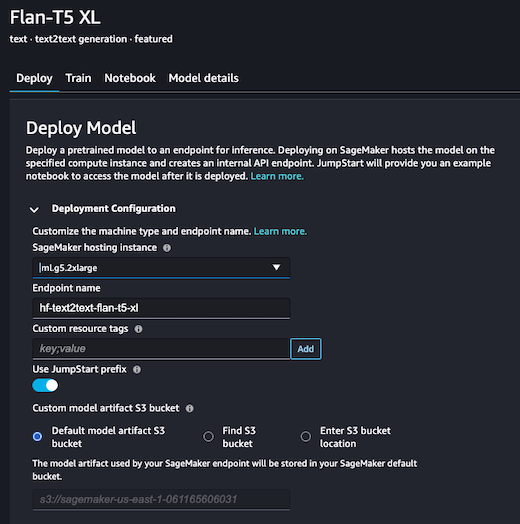 Flan-T5 XL
text · text2text generation · featured
Deploy Train Notebook Model details
Deploy Model
Deploy a pretrained model to an endpoint for inference. Deploying on SageMaker hosts the model on the
specified compute instance and creates an internal API endpoint. JumpStart will provide you an example
notebook to access the model after it is deployed. Learn more.
Deployment Configuration
Customize the machine type and endpoint name. Learn more.
SageMaker hosting instance
ml.g5.2xlarge
Endpoint name
hf-text2text-flan-t5-xl
Custom resource tags
key;value Add
Use JumpStart prefix
Custom model artifact S3 bucket
Default model artifact S3 Find S3 Enter S3 bucket
bucket bucket location
The model artifact used by your SageMaker endpoint will be stored in your SageMaker default
bucket.
s3://sagemaker-us-east-1-061165606031